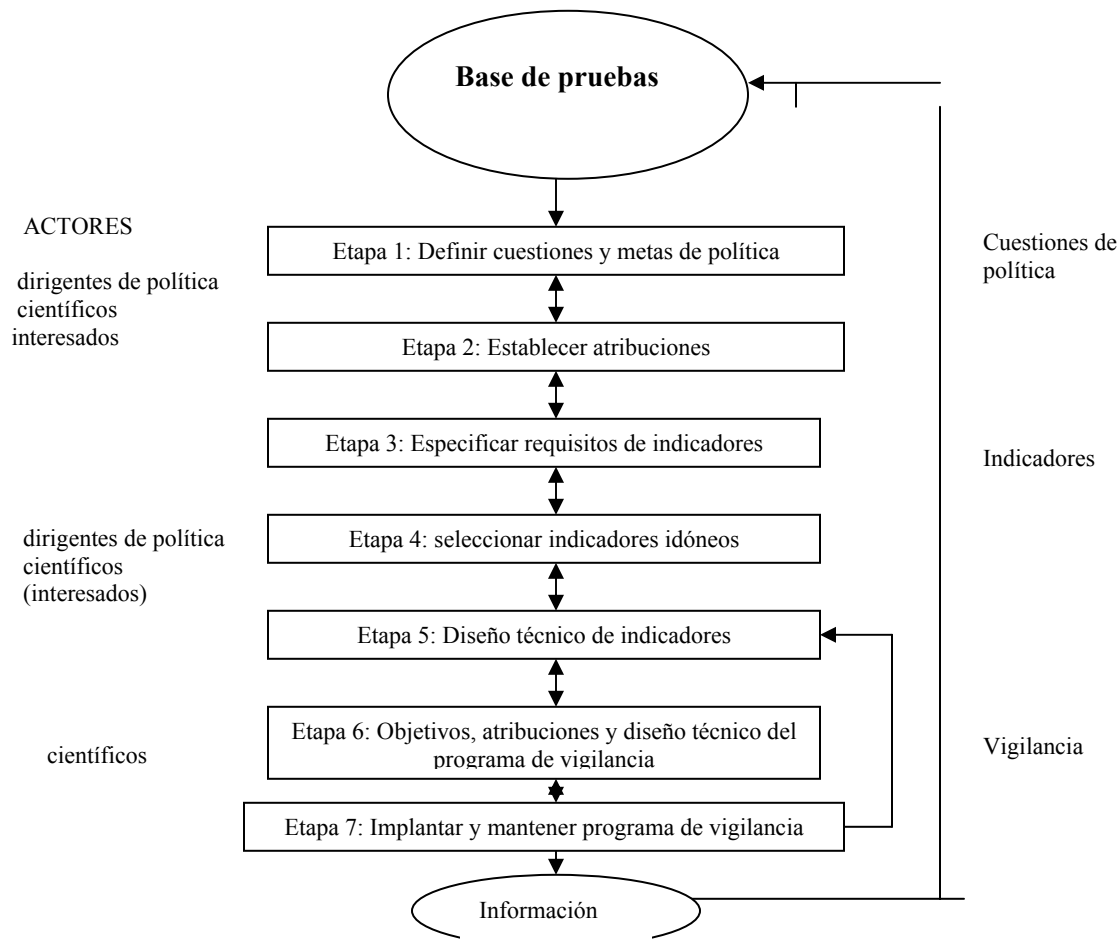 Base de pruebas
ACTORES
dirigentes de política
científicos
interesados
Etapa 1: Definir cuestiones y metas de política
Cuestiones de
política
Etapa 2: Establecer atribuciones
Etapa 3: Especificar requisitos de indicadores
Indicadores
dirigentes de política
científicos
(interesados)
Etapa 4: seleccionar indicadores idóneos
Etapa 5: Diseño técnico de indicadores
científicos
Etapa 6: Objetivos, atribuciones y diseño técnico del
programa de vigilancia
Vigilancia
Etapa 7: Implantar y mantener programa de vigilancia
Información